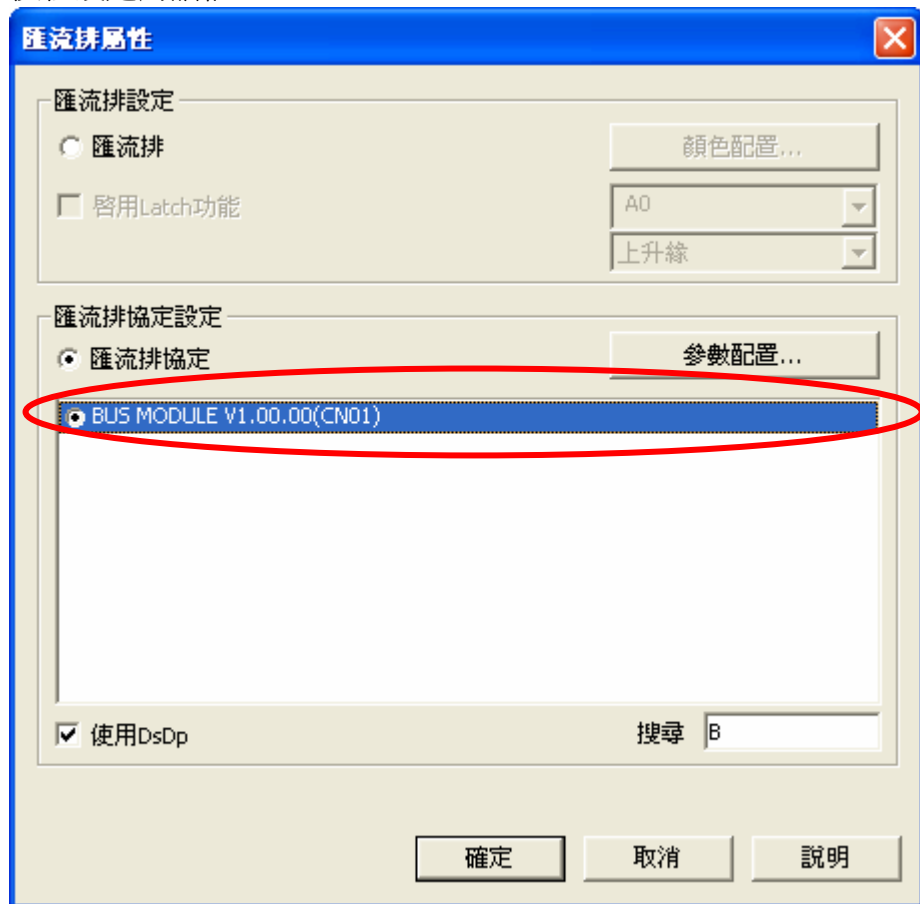 匯流排屬性
匯流排設定
匯流排
顏色配置...
啓用Latch功能
A0
上升緣
匯流排協定設定
匯流排協定
參數配置...
BUS MODULE V1.00.00(CN01)
使用DsDp
搜尋 B
確定 取消 說明